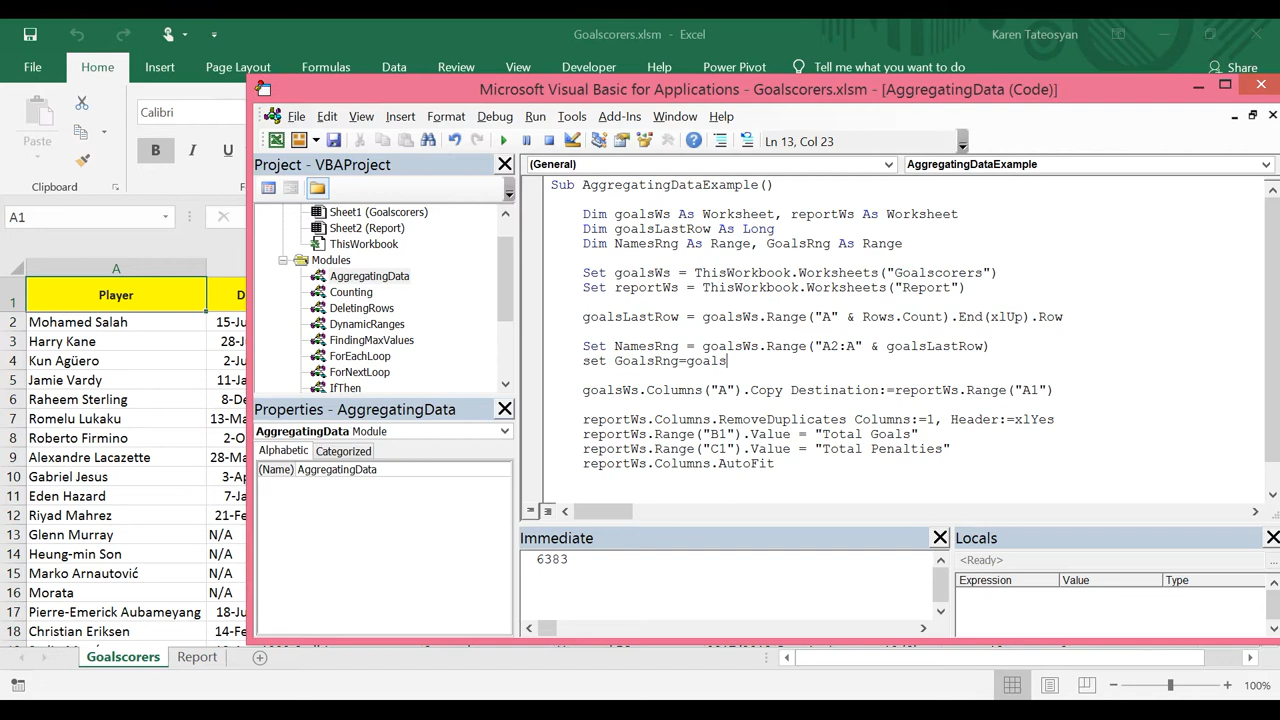 Goalscorers.xlsm - Excel
Karen Tateosyan
File Home Insert Page Layout Formulas Data Review View Developer Help Power Pivot Tell me what you want to do Share
Microsoft Visual Basic for Applications - Goalscorers.xlsm - [AggregatingData (Code)]
File Edit View Insert Format Debug Run Tools Add-Ins Window Help
Ln 13, Col 23
Paste
Calibri
B I U
Clipboard
A1
A
1 Player D
2 Mohamed Salah 15-Ju
3 Harry Kane 28-J
4 Kun Agüero
5 Jamie Vardy
6 Raheem Sterling 8-De
7 Romelu Lukaku 13-M
8 Roberto Firmino 2-O
9 Alexandre Lacazette 28-Ma
10 Gabriel Jesus 3-Ap
11 Eden Hazard 7-Ja
12 Riyad Mahrez 21-Fe
13 Glenn Murray N/A
14 Heung-min Son N/A
15 Marko Arnautović N/A
16 Morata N/A
17 Pierre-Emerick Aubameyang 18-Ju
18 Christian Eriksen 14-Fe
Project - VBAProject
Sheet1 (Goalscorers)
Sheet2 (Report)
ThisWorkbook
Modules
AggregatingData
Counting
DeletingRows
DynamicRanges
FindingMaxValues
ForEachLoop
ForNextLoop
IfThen
Properties - AggregatingData
AggregatingData Module
Alphabetic Categorized
(Name) AggregatingData
(General) AggregatingDataExample
Sub AggregatingDataExample()
Dim goalsWs As Worksheet, reportWs As Worksheet
Dim goalsLastRow As Long
Dim NamesRng As Range, GoalsRng As Range
Set goalsWs = ThisWorkbook.Worksheets("Goalscorers")
Set reportWs = ThisWorkbook.Worksheets("Report")
goalsLastRow = goalsWs.Range("A" & Rows.Count).End(xlUp).Row
Set NamesRng = goalsWs.Range("A2:A" & goalsLastRow)
set GoalsRng=goals
goalsWs.Columns("A").Copy Destination:=reportWs.Range("A1")
reportWs.Columns.RemoveDuplicates Columns:=1, Header:=xlYes
reportWs.Range("B1").Value = "Total Goals"
reportWs.Range("C1").Value = "Total Penalties"
reportWs.Columns.AutoFit
Immediate
6383
Locals
<Ready>
Expression Value Type
Goalscorers Report
100%